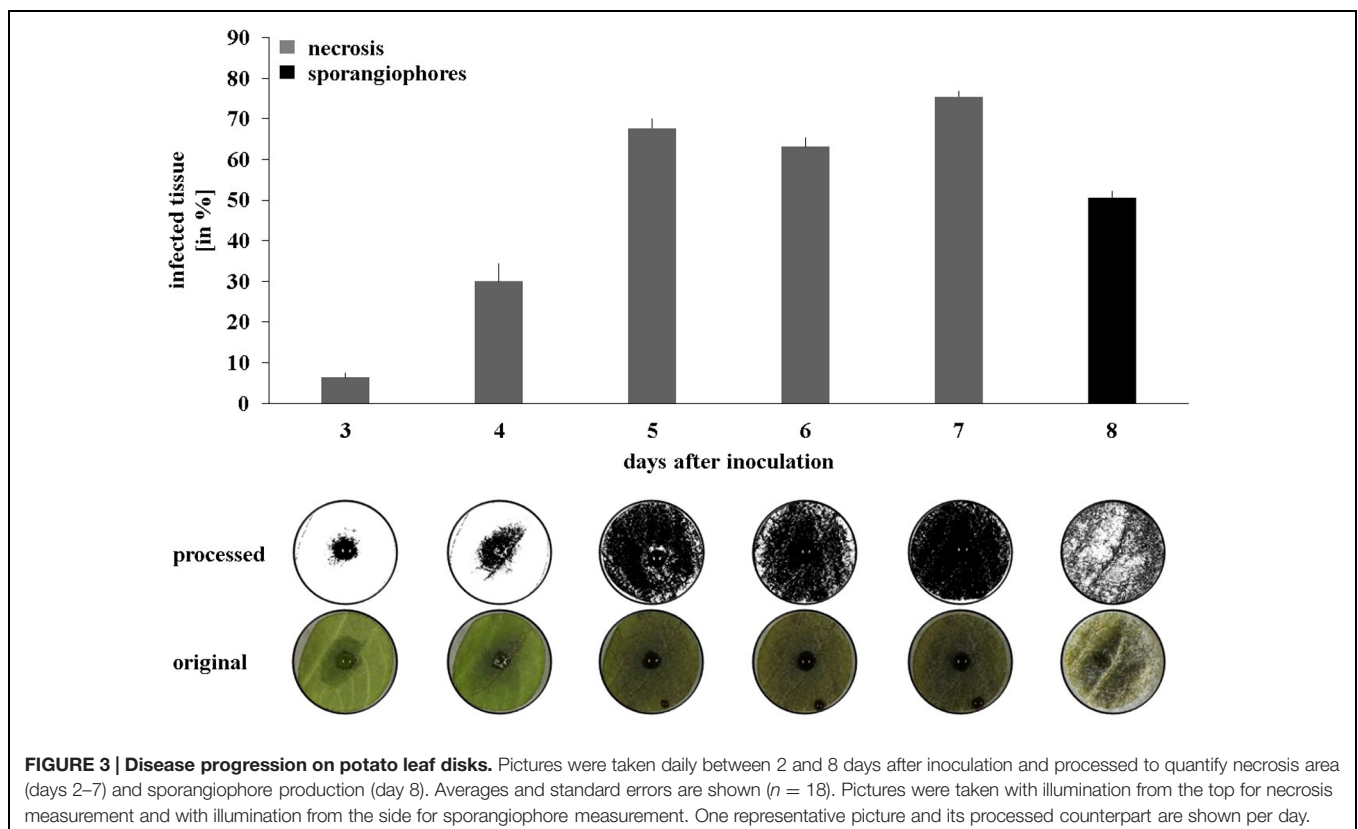 90
80
70
60
50
40
30
20
10
0
necrosis
sporangiophores
infected tissue
[in %]
3 4 5 6 7 8
days after inoculation
processed
original
FIGURE 3 | Disease progression on potato leaf disks. Pictures were taken daily between 2 and 8 days after inoculation and processed to quantify necrosis area
(days 2–7) and sporangiophore production (day 8). Averages and standard errors are shown (n = 18). Pictures were taken with illumination from the top for necrosis
measurement and with illumination from the side for sporangiophore measurement. One representative picture and its processed counterpart are shown per day.